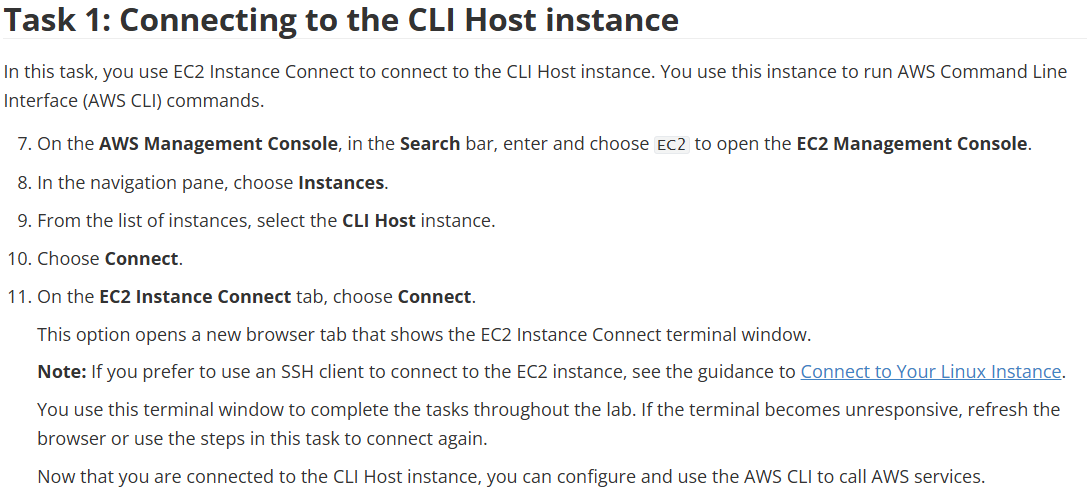 Task 1: Connecting to the CLI Host instance
In this task, you use EC2 Instance Connect to connect to the CLI Host instance. You use this instance to run AWS Command Line
Interface (AWS CLI) commands.
7. On the AWS Management Console, in the Search bar, enter and choose EC2 to open the EC2 Management Console.
8. In the navigation pane, choose Instances.
9. From the list of instances, select the CLI Host instance.
10. Choose Connect.
11. On the EC2 Instance Connect tab, choose Connect.
This option opens a new browser tab that shows the EC2 Instance Connect terminal window.
Note: If you prefer to use an SSH client to connect to the EC2 instance, see the guidance to Connect to Your Linux Instance.
You use this terminal window to complete the tasks throughout the lab. If the terminal becomes unresponsive, refresh the
browser or use the steps in this task to connect again.
Now that you are connected to the CLI Host instance, you can configure and use the AWS CLI to call AWS services.